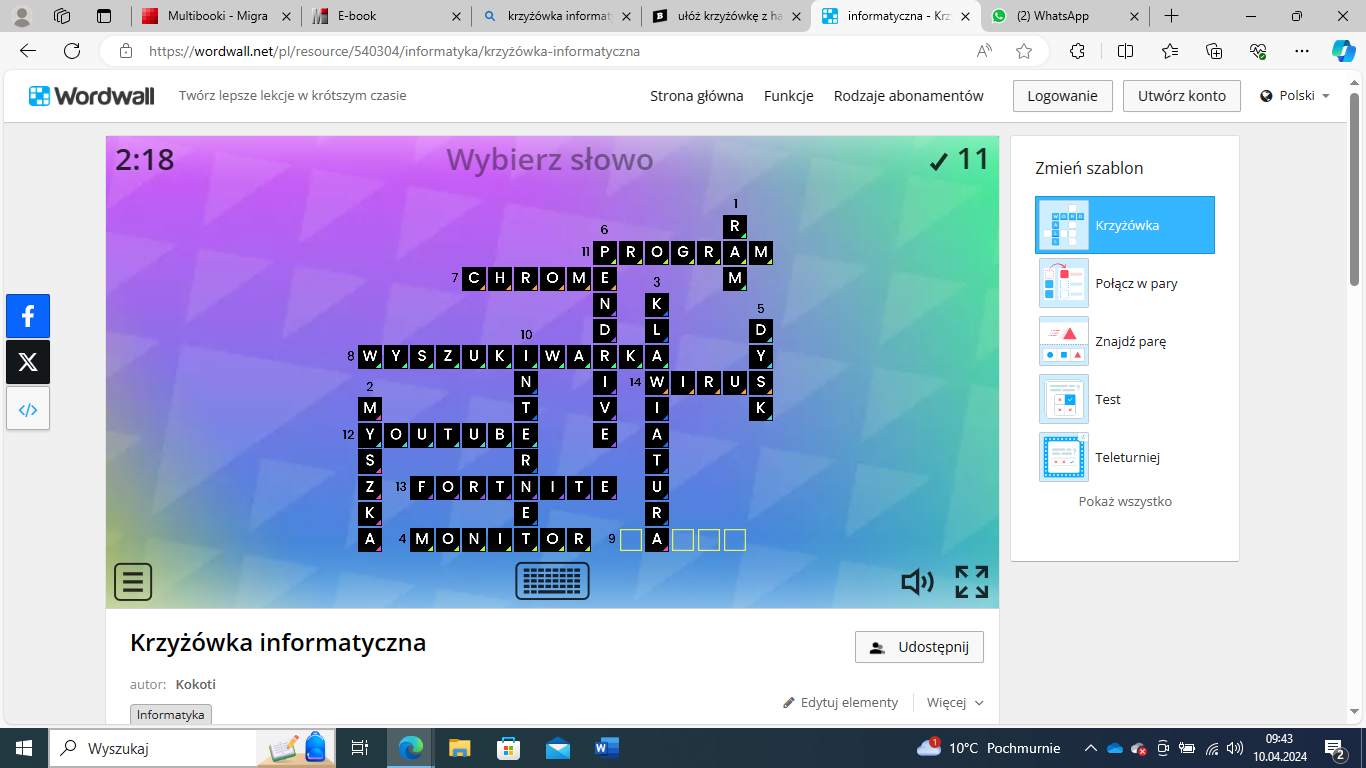 Multibooki - Migra
E-book
krzyżówka informat
ułóż krzyżówkę z ha
informatyczna - Krz
(2) WhatsApp
https://wordwall.net/pl/resource/540304/informatyka/krzyżówka-informatyczna
Wordwall
Twórz lepsze lekcje w krótszym czasie
Strona główna
Funkcje
Rodzaje abonamentów
Logowanie
Utwórz konto
Polski
2:18
Wybierz słowo
11
1
R
6
11 PROGRAM
7 CHROME M
3
N K
5
D L D
10
8 WYSZUKIWARKA Y
2
N I 14 WIRUS
M T V I K
12 YOUTUBE E A
S R T
Z 13 FORTNITE U
K E R
A 4 MONITOR 9 A
Zmień szablon
Krzyżówka
Połącz w pary
Znajdź parę
Test
Teleturniej
Pokaż wszystko
Krzyżówka informatyczna
Udostępnij
autor: Kokoti
Edytuj elementy
Więcej
Informatyka
Wyszukaj
1
10°C Pochmurnie
09:43
10.04.2024
2